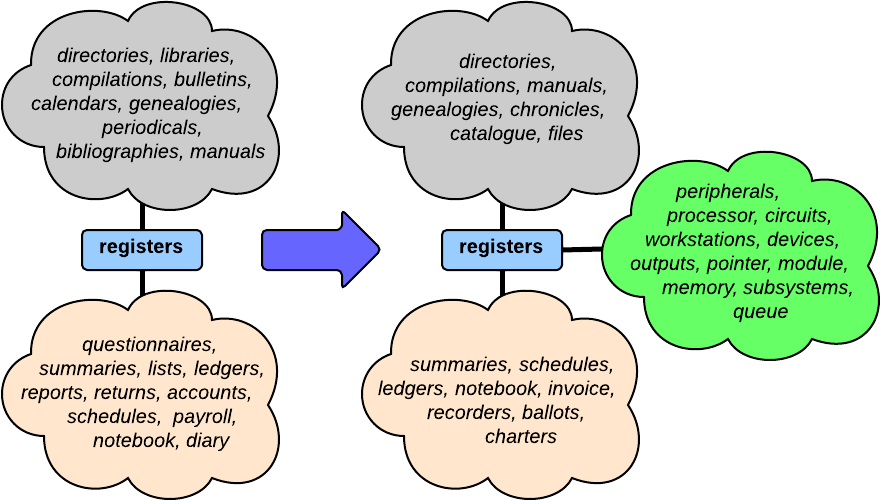 directories, libraries,
compilations, bulletins,
calendars, genealogies,
periodicals,
bibliographies, manuals
registers
questionnaires,
summaries, lists, ledgers,
reports, returns, accounts,
schedules, payroll,
notebook, diary
directories,
compilations, manuals,
genealogies, chronicles,
catalogue, files
registers
summaries, schedules,
ledgers, notebook, invoice,
recorders, ballots,
charters
peripherals,
processor, circuits,
workstations, devices,
outputs, pointer, module,
memory, subsystems,
queue